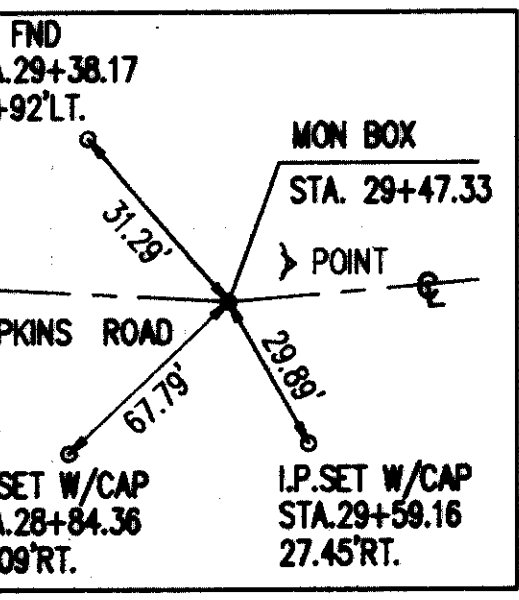 FND
.29+38.17
+92'LT.
MON BOX
STA. 29+47.33
31.29'
POINT
PKINS ROAD
67.79'
29.89'
SET W/CAP
.28+84.36
09'RT.
I.P.SET W/CAP
STA.29+59.16
27.45'RT.